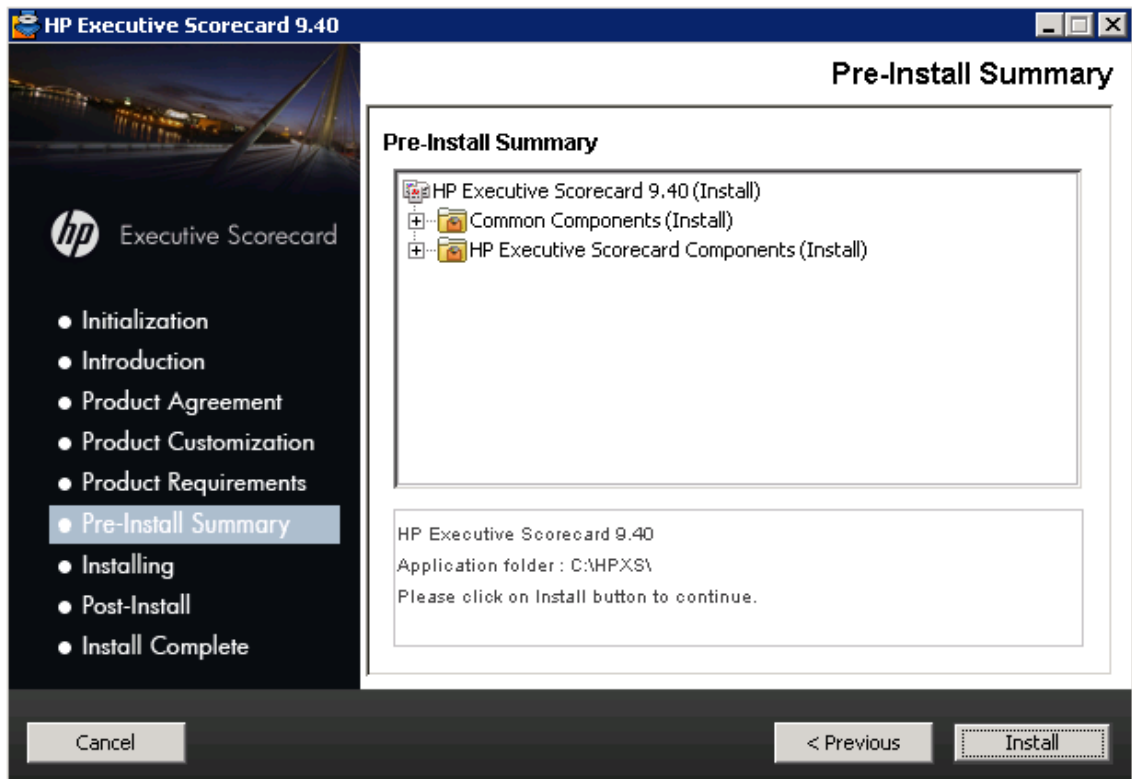 HP Executive Scorecard 9.40
Pre-Install Summary
Pre-Install Summary
HP Executive Scorecard 9.40 (Install)
Common Components (Install)
HP Executive Scorecard Components (Install)
hp Executive Scorecard
Initialization
Introduction
Product Agreement
Product Customization
Product Requirements
Pre-Install Summary
Installing
Post-Install
Install Complete
HP Executive Scorecard 9.40
Application folder : C:\HPXS\
Please click on Install button to continue.
Cancel
< Previous
Install